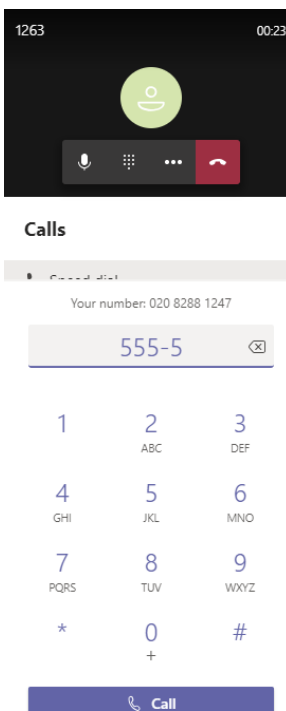 1263 00:23
Calls
Your number: 020 8288 1247
555-5
1 2 3
ABC DEF
4 5 6
GHI JKL MNO
7 8 9
PQRS TUV WXYZ
* 0 #
+
Call